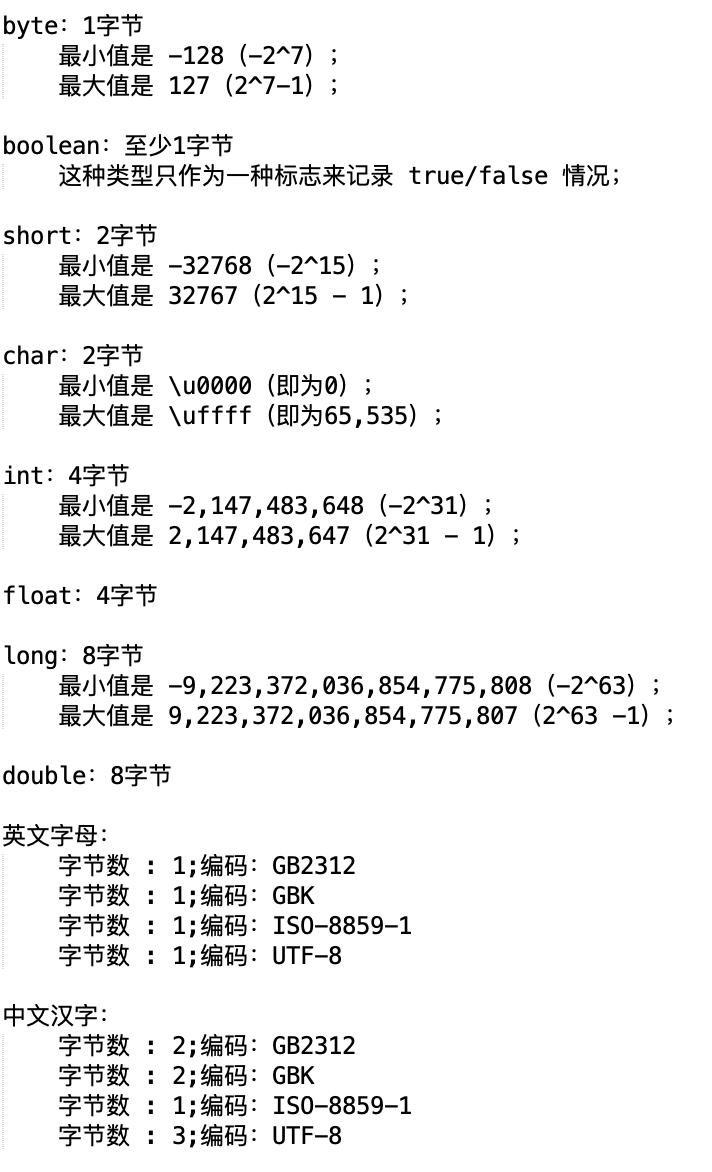 byte：1字节
最小值是 -128（-2^7）；
最大值是 127（2^7-1）；
boolean：至少1字节
这种类型只作为一种标志来记录 true/false 情况；
short：2字节
最小值是 -32768（-2^15）；
最大值是 32767（2^15 - 1）；
char：2字节
最小值是 \u0000（即为0）；
最大值是 \uffff（即为65,535）；
int：4字节
最小值是 -2,147,483,648（-2^31）；
最大值是 2,147,483,647（2^31 - 1）；
float：4字节
long：8字节
最小值是 -9,223,372,036,854,775,808（-2^63）；
最大值是 9,223,372,036,854,775,807（2^63 -1）；
double：8字节
英文字母：
字节数 : 1;编码：GB2312
字节数 : 1;编码：GBK
字节数 : 1;编码：ISO-8859-1
字节数 : 1;编码：UTF-8
中文汉字：
字节数 : 2;编码：GB2312
字节数 : 2;编码：GBK
字节数 : 1;编码：ISO-8859-1
字节数 : 3;编码：UTF-8